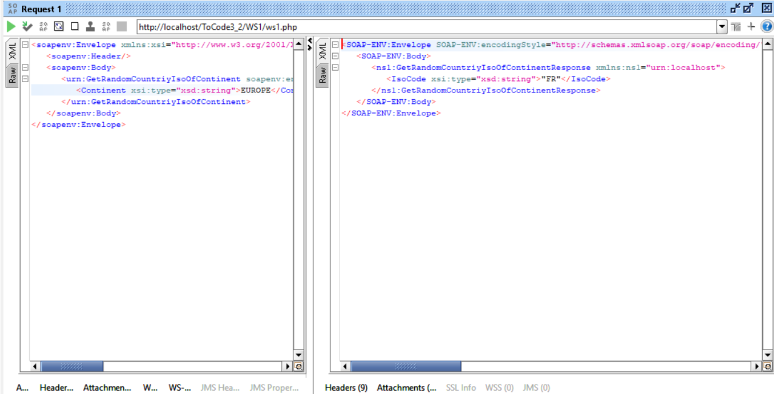 SO AP Request 1
http://localhost/ToCode3_2/WS1/ws1.php
XML
Raw
<soapenv:Envelope xmlns:xsi="http://www.w3.org/2001/
<soapenv:Header/>
<soapenv:Body>
<urn:GetRandomCountriyIsoOfContinent soapenv:en
<Continent xsi:type="xsd:string">EUROPE</Con
</urn:GetRandomCountriyIsoOfContinent>
</soapenv:Body>
</soapenv:Envelope>
A... Header... Attachmen... W... WS-... JMS Hea... JMS Proper...
XML
Raw
<SOAP-ENV:Envelope SOAP-ENV:encodingStyle="http://schemas.xmlsoap.org/soap/encoding/
<SOAP-ENV:Body>
<ns1:GetRandomCountriyIsoOfContinentResponse xmlns:ns1="urn:localhost">
<IsoCode xsi:type="xsd:string">"FR"</IsoCode>
</ns1:GetRandomCountriyIsoOfContinentResponse>
</SOAP-ENV:Body>
</SOAP-ENV:Envelope>
Headers (9) Attachments (... SSL Info WSS (0) JMS (0)